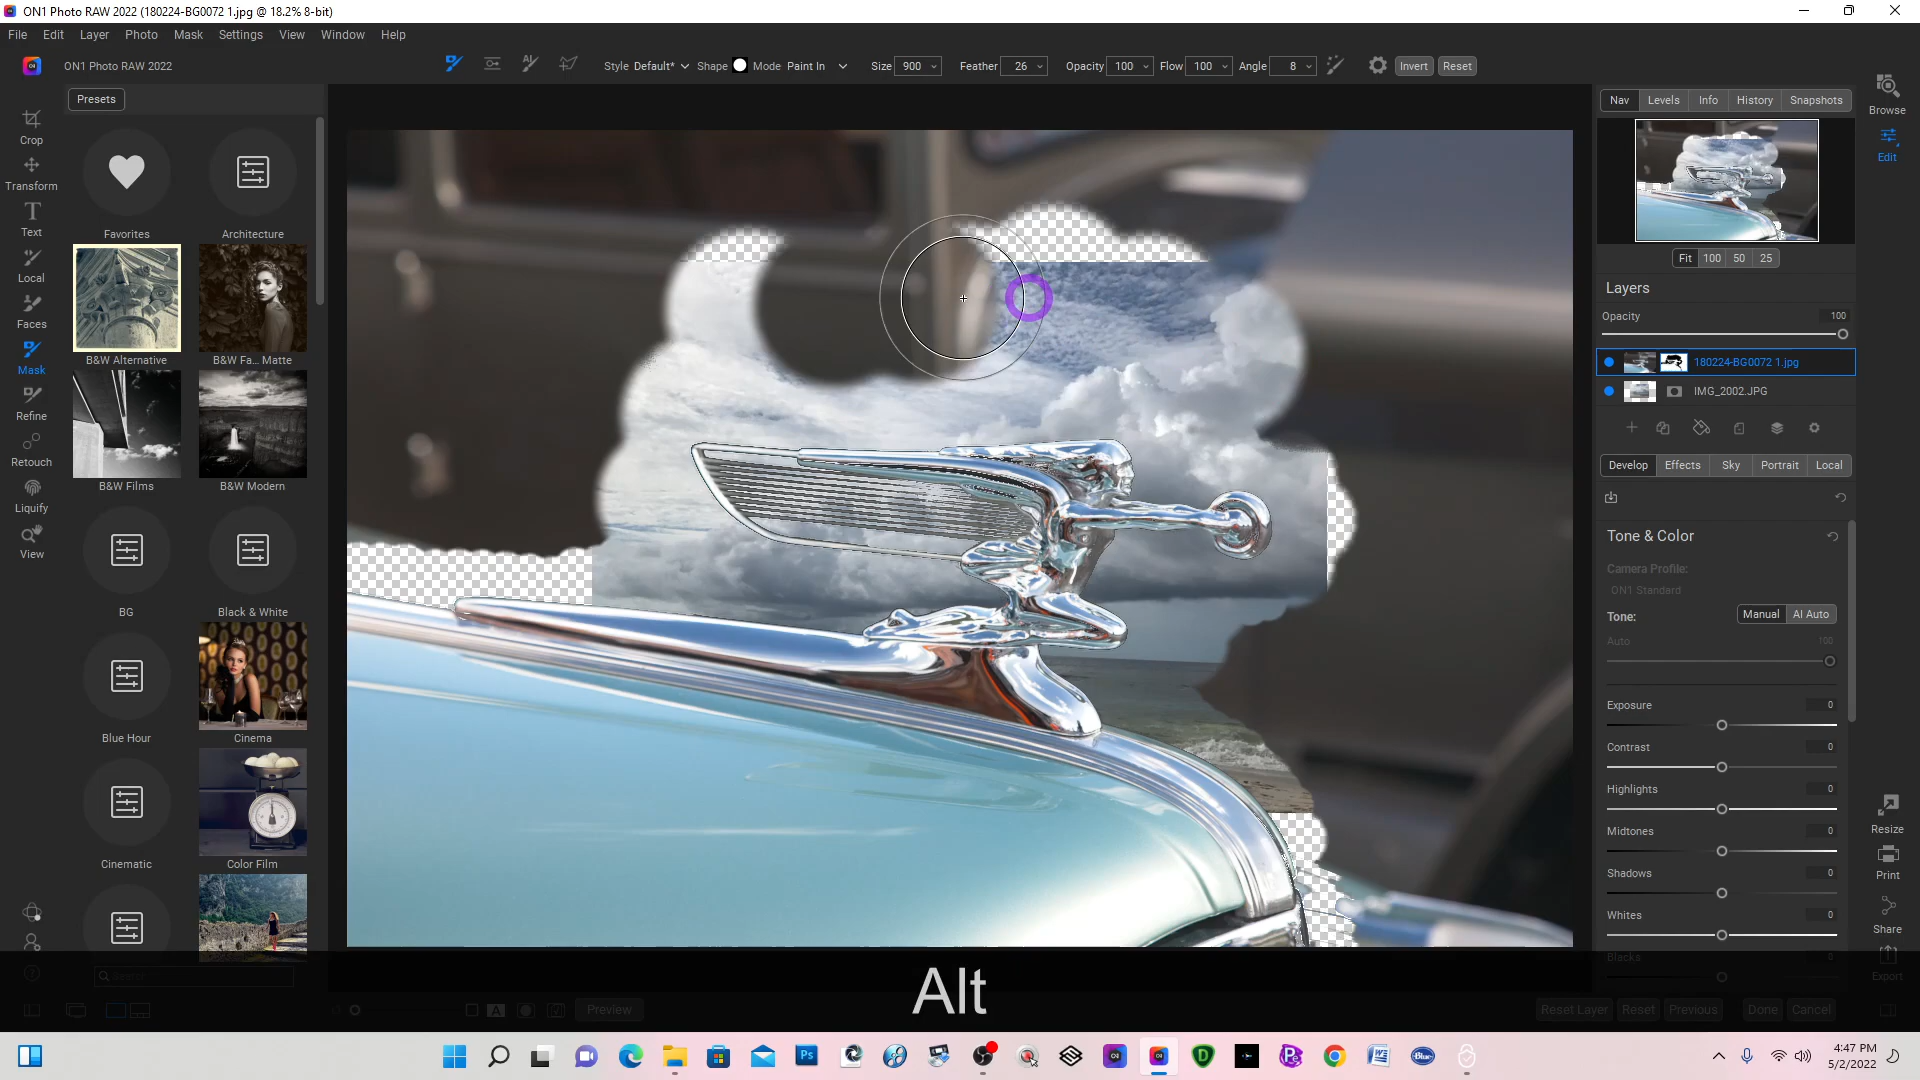 ON1 Photo RAW 2022 (180224-BG0072 1.jpg @ 18.2% 8-bit)
File Edit Layer Photo Mask Settings View Window Help
ON1 Photo RAW 2022
Style Default* Shape Mode Paint In Size 900 Feather 26 Opacity 100 Flow 100 Angle 8 Invert Reset
Presets
Nav Levels Info History Snapshots
Browse
Edit
Crop
Transform
Text
Local
Faces
Mask
Refine
Retouch
Liquify
View
Favorites Architecture
B&W Alternative B&W Fa... Matte
B&W Films B&W Modern
BG Black & White
Blue Hour Cinema
Cinematic Color Film
Fit 100 50 25
Layers
Opacity 100
180224-BG0072 1.jpg
IMG_2002.JPG
Develop Effects Sky Portrait Local
Tone & Color
Camera Profile:
ON1 Standard
Tone: Manual AI Auto
Auto 100
Exposure 0
Contrast 0
Highlights 0
Midtones 0
Shadows 0
Whites 0
Blacks 0
Resize
Print
Share
Export
Search
Alt
A Preview
Reset Layer Reset Previous Done Cancel
Ps
4:47 PM
5/2/2022